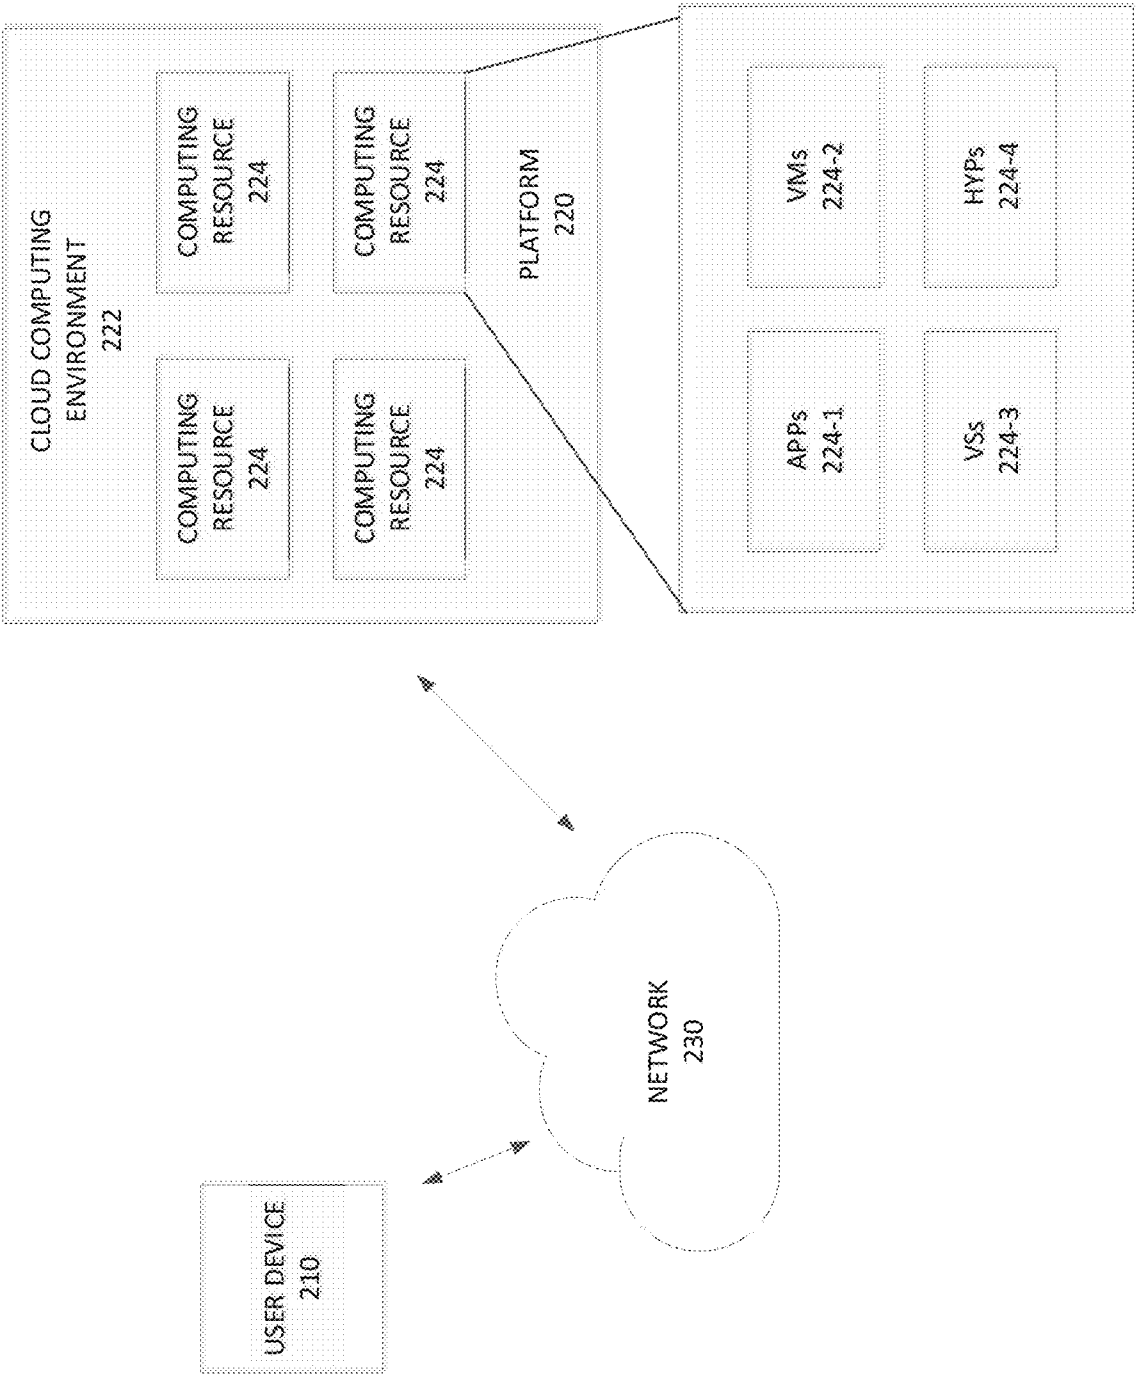 CLOUD COMPUTING
ENVIRONMENT
222
COMPUTING
RESOURCE
224
COMPUTING
RESOURCE
224
COMPUTING
RESOURCE
224
COMPUTING
RESOURCE
224
PLATFORM
220
APPs
224-1
VMs
224-2
VSs
224-3
HYPs
224-4
USER DEVICE
210
NETWORK
230